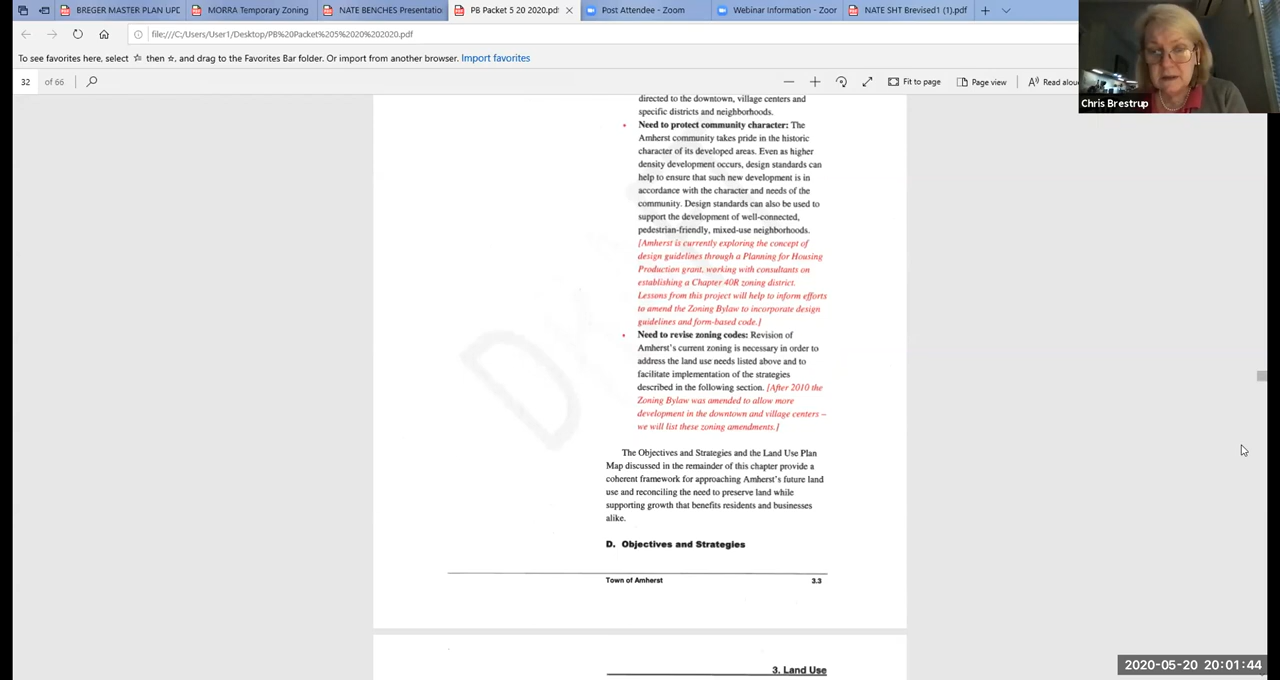 BREGER MASTER PLAN UPD
MORRA Temporary Zoning
NATE BENCHES Presentatio
PB Packet 5 20 2020.pdf
Post Attendee - Zoom
Webinar Information - Zoor
NATE SHT Brevised1 (1).pdf
file:///C:/Users/User1/Desktop/PB%20Packet%205%2020%202020.pdf
To see favorites here, select ☆ then ☆, and drag to the Favorites Bar folder. Or import from another browser. Import favorites
32 of 66
Fit to page
Page view
Read alou
Chris Brestrup
directed to the downtown, village centers and
specific districts and neighborhoods.
• Need to protect community character: The
Amherst community takes pride in the historic
character of its developed areas. Even as higher
density development occurs, design standards can
help to ensure that such new development is in
accordance with the character and needs of the
community. Design standards can also be used to
support the development of well-connected,
pedestrian-friendly, mixed-use neighborhoods.
[Amherst is currently exploring the concept of
design guidelines through a Planning for Housing
Production grant, working with consultants on
establishing a Chapter 40R zoning district.
Lessons from this project will help to inform efforts
to amend the Zoning Bylaw to incorporate design
guidelines and form-based code.]
• Need to revise zoning codes: Revision of
Amherst's current zoning is necessary in order to
address the land use needs listed above and to
facilitate implementation of the strategies
described in the following section. [After 2010 the
Zoning Bylaw was amended to allow more
development in the downtown and village centers –
we will list these zoning amendments.]
The Objectives and Strategies and the Land Use Plan
Map discussed in the remainder of this chapter provide a
coherent framework for approaching Amherst's future land
use and reconciling the need to preserve land while
supporting growth that benefits residents and businesses
alike.
D. Objectives and Strategies
Town of Amherst 3.3
3. Land Use
2020-05-20 20:01:44